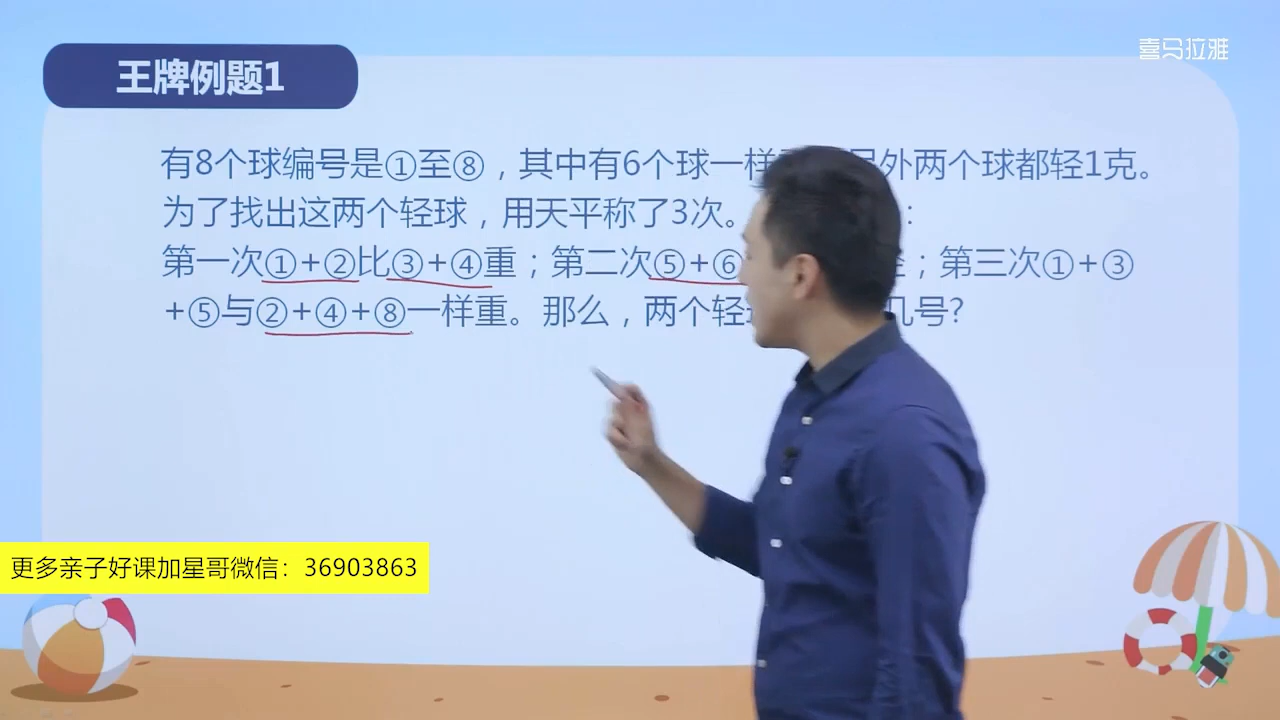 喜马拉雅
王牌例题1
有8个球编号是①至⑧，其中有6个球一样 外两个球都轻1克。
为了找出这两个轻球，用天平称了3次。 ：
第一次①+②比③+④重；第二次⑤+⑥ ；第三次①+③
+⑤与②+④+⑧一样重。那么，两个轻 几号?
更多亲子好课加星哥微信：36903863